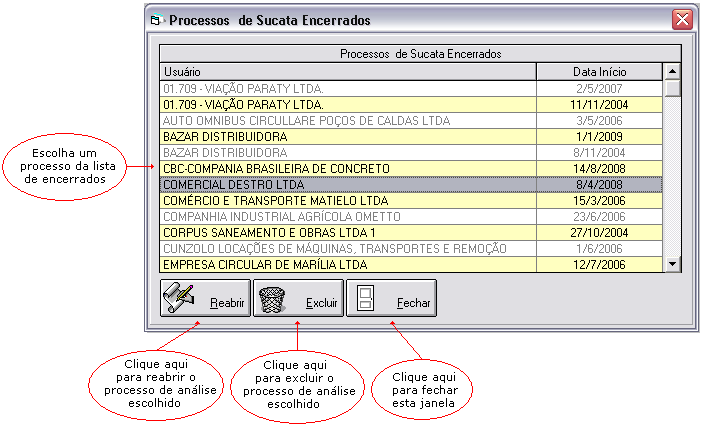 Processos de Sucata Encerrados
Processos de Sucata Encerrados
Usuário Data Início
01.709 - VIAÇÃO PARATY LTDA. 2/5/2007
01.709 - VIAÇÃO PARATY LTDA. 11/11/2004
AUTO OMNIBUS CIRCULLARE POÇOS DE CALDAS LTDA 3/5/2006
BAZAR DISTRIBUIDORA 1/1/2009
BAZAR DISTRIBUIDORA 8/11/2004
CBC-COMPANIA BRASILEIRA DE CONCRETO 14/8/2008
COMERCIAL DESTRO LTDA 8/4/2008
COMÉRCIO E TRANSPORTE MATIELO LTDA 15/3/2006
COMPANHIA INDUSTRIAL AGRÍCOLA OMETTO 23/6/2006
CORPUS SANEAMENTO E OBRAS LTDA 1 27/10/2004
CUNZOLO LOCAÇÕES DE MÁQUINAS, TRANSPORTES E REMOÇÃO 1/6/2006
EMPRESA CIRCULAR DE MARÍLIA LTDA 12/7/2006
Escolha um
processo da lista
de encerrados
Reabrir Excluir Fechar
Clique aqui
para reabrir o
processo de análise
escolhido
Clique aqui
para excluir o
processo de análise
escolhido
Clique aqui
para fechar
esta janela